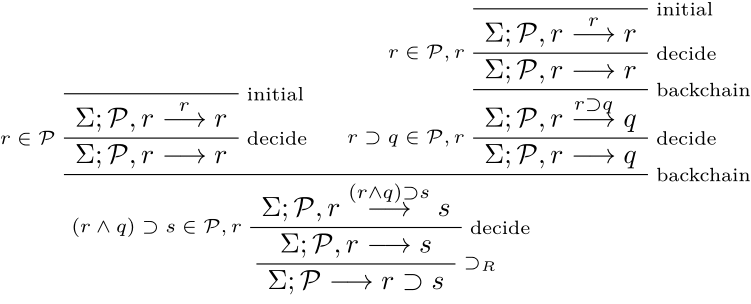 initial
Σ; 𝒫, r —r→ r
r ∈ 𝒫, r
decide
Σ; 𝒫, r ⟶ r
backchain
initial
Σ; 𝒫, r —r→ r
Σ; 𝒫, r —r⊃q→ q
r ∈ 𝒫
decide
r ⊃ q ∈ 𝒫, r
decide
Σ; 𝒫, r ⟶ r
Σ; 𝒫, r ⟶ q
backchain
Σ; 𝒫, r —(r∧q)⊃s→ s
(r ∧ q) ⊃ s ∈ 𝒫, r
decide
Σ; 𝒫, r ⟶ s
⊃R
Σ; 𝒫 ⟶ r ⊃ s